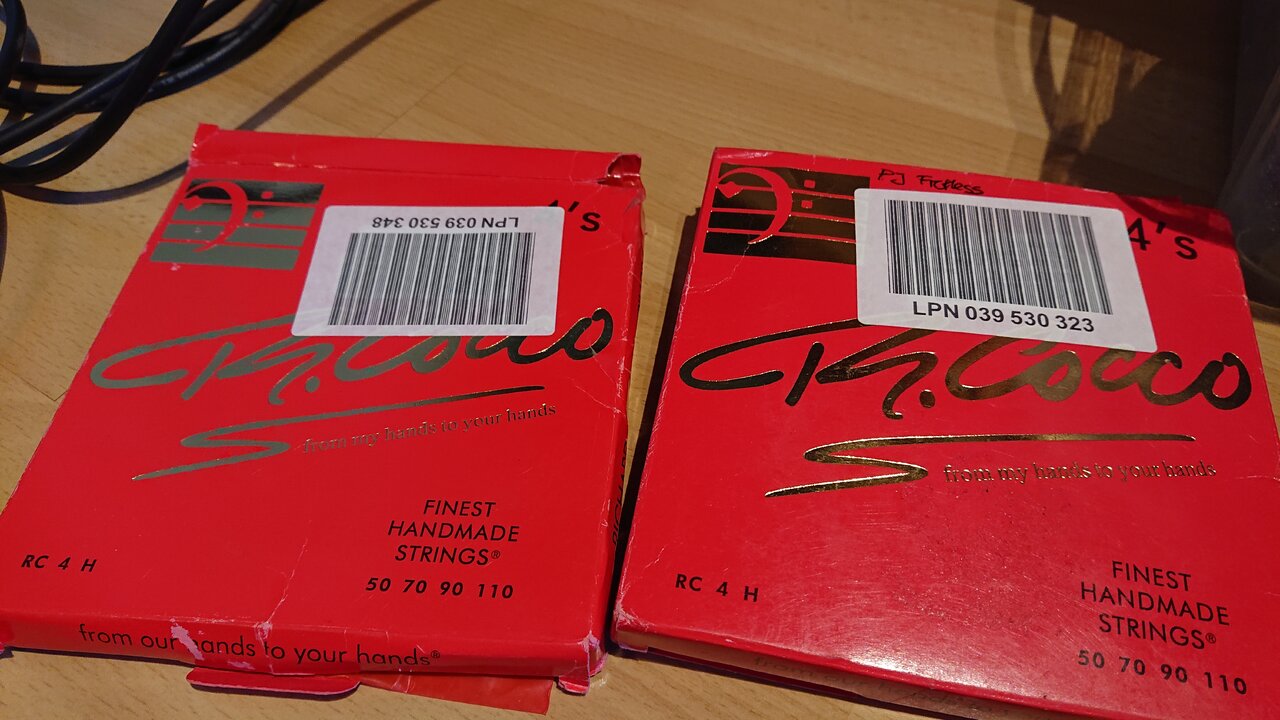 4's
LPN 039 530 348
R. Cocco
from my hands to your hands
FINEST
HANDMADE
STRINGS®
RC 4 H
50 70 90 110
from our hands to your hands®
PJ Fretless
4's
LPN 039 530 323
R. Cocco
from my hands to your hands
FINEST
HANDMADE
STRINGS®
RC 4 H
50 70 90 110